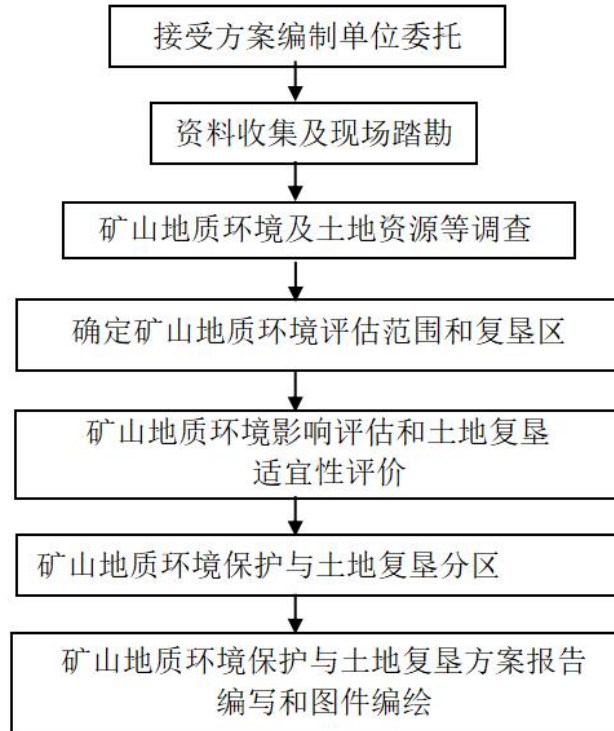 接受方案编制单位委托
资料收集及现场踏勘
矿山地质环境及土地资源等调查
确定矿山地质环境评估范围和复垦区
矿山地质环境影响评估和土地复垦
适宜性评价
矿山地质环境保护与土地复垦分区
矿山地质环境保护与土地复垦方案报告
编写和图件编绘